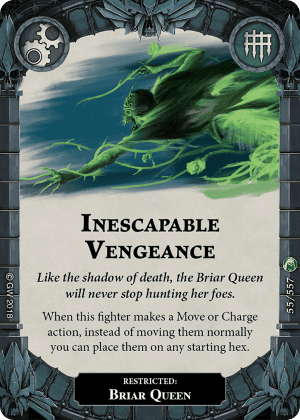 Inescapable
Vengeance
Like the shadow of death, the Briar Queen
will never stop hunting her foes.
When this fighter makes a Move or Charge
action, instead of moving them normally
you can place them on any starting hex.
© GW 2018
55/557
RESTRICTED:
Briar Queen